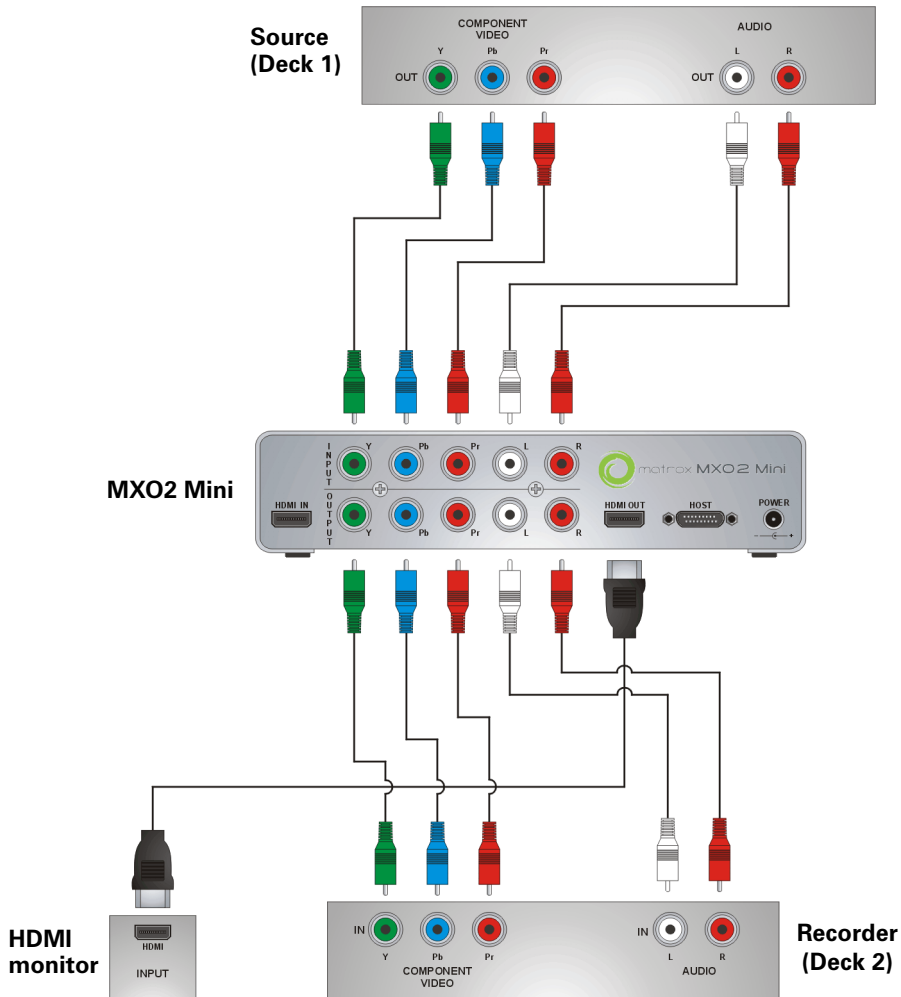 Source
(Deck 1)
COMPONENT
VIDEO
AUDIO
Y Pb Pr L R
OUT OUT
MXO2 Mini
INPUT
Y Pb Pr L R
matrox MXO2 Mini
HDMI IN
OUTPUT
HDMI OUT
HOST
POWER
- +
Y Pb Pr L R
HDMI
monitor
HDMI
INPUT
IN IN
Y Pb Pr L R
COMPONENT
VIDEO
AUDIO
Recorder
(Deck 2)